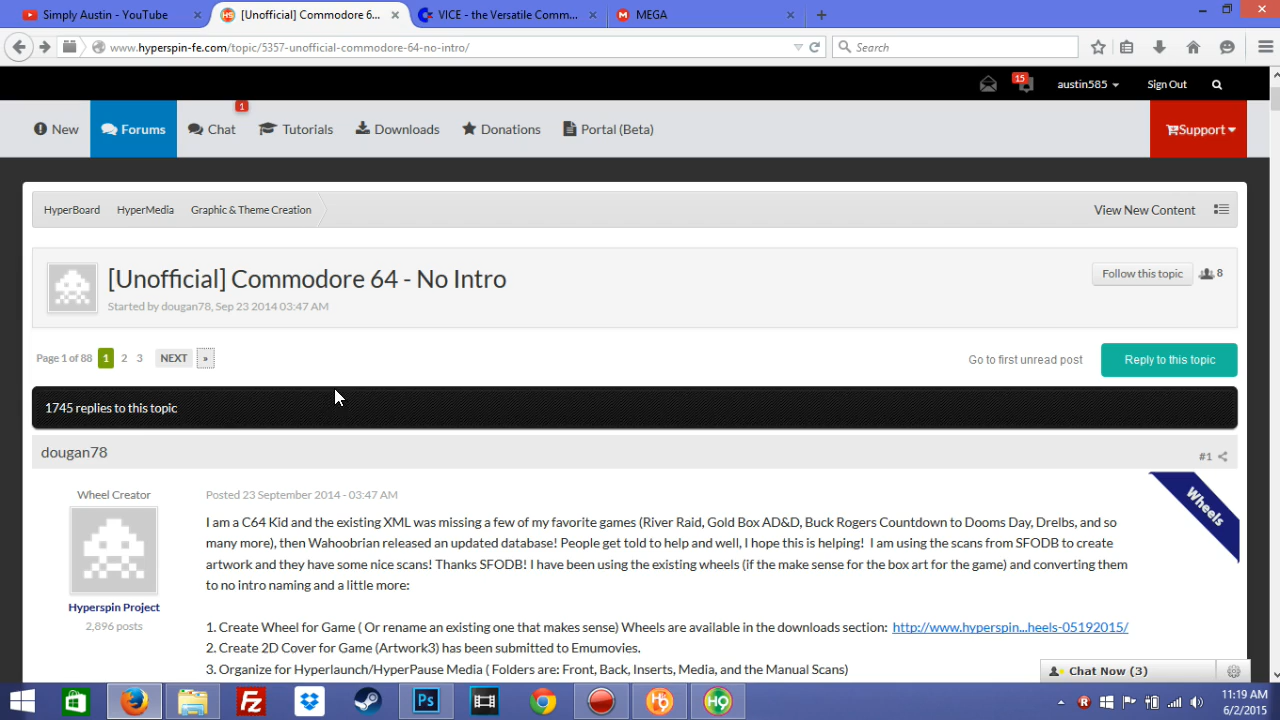 Simply Austin - YouTube
[Unofficial] Commodore 6...
VICE - the Versatile Comm...
MEGA
www.hyperspin-fe.com/topic/5357-unofficial-commodore-64-no-intro/
Search
15
austin585
Sign Out
New
Forums
Chat
1
Tutorials
Downloads
Donations
Portal (Beta)
Support
HyperBoard
HyperMedia
Graphic & Theme Creation
View New Content
[Unofficial] Commodore 64 - No Intro
Started by dougan78, Sep 23 2014 03:47 AM
Follow this topic
8
Page 1 of 88 1 2 3 NEXT »
Go to first unread post
Reply to this topic
1745 replies to this topic
dougan78
#1
Wheel Creator
Hyperspin Project
2,896 posts
Posted 23 September 2014 - 03:47 AM
Wheels
I am a C64 Kid and the existing XML was missing a few of my favorite games (River Raid, Gold Box AD&D, Buck Rogers Countdown to Dooms Day, Drelbs, and so
many more), then Wahoobrian released an updated database! People get told to help and well, I hope this is helping!  I am using the scans from SFODB to create
artwork and they have some nice scans! Thanks SFODB! I have been using the existing wheels (if the make sense for the box art for the game) and converting them
to no intro naming and a little more:
1. Create Wheel for Game ( Or rename an existing one that makes sense) Wheels are available in the downloads section: http://www.hyperspin...heels-05192015/
2. Create 2D Cover for Game (Artwork3) has been submitted to Emumovies.
3. Organize for Hyperlaunch/HyperPause Media ( Folders are: Front, Back, Inserts, Media, and the Manual Scans)
Chat Now (3)
11:19 AM
6/2/2015